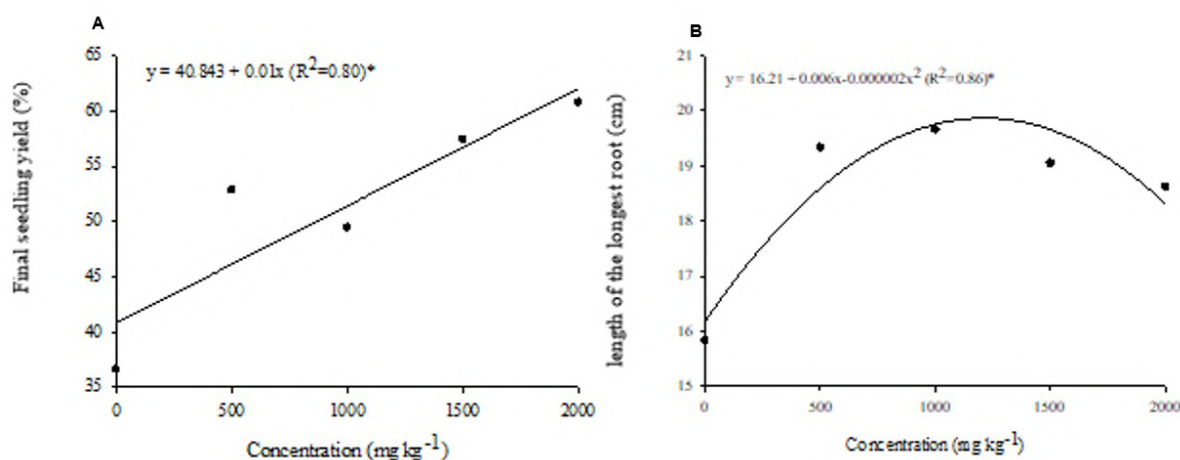 A
y = 40.843 + 0.01x (R²=0.80)*
Final seedling yield (%)
65
60
55
50
45
40
35
0 500 1000 1500 2000
Concentration (mg kg⁻¹)
B
y= 16.21 + 0.006x-0.000002x² (R²=0.86)*
length of the longest root (cm)
21
20
19
18
17
16
15
0 500 1000 1500 2000
Concentration (mg kg⁻¹)